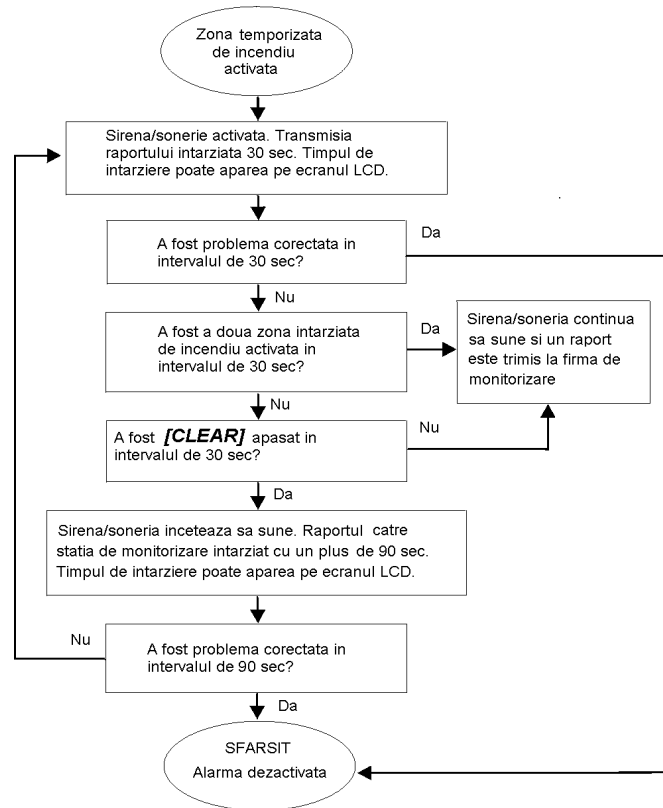 Zona temporizata
de incendiu
activata
Sirena/sonerie activata. Transmisia
raportului intarziata 30 sec. Timpul de
intarziere poate aparea pe ecranul LCD.
A fost problema corectata in
intervalul de 30 sec?
Da
Nu
A fost a doua zona intarziata
de incendiu activata in
intervalul de 30 sec?
Da
Sirena/soneria continua
sa sune si un raport
este trimis la firma de
monitorizare
Nu
A fost [CLEAR] apasat in
intervalul de 30 sec?
Nu
Da
Sirena/soneria inceteaza sa sune. Raportul catre
statia de monitorizare intarziat cu un plus de 90 sec.
Timpul de intarziere poate aparea pe ecranul LCD.
Nu
A fost problema corectata in
intervalul de 90 sec?
Da
SFARSIT
Alarma dezactivata